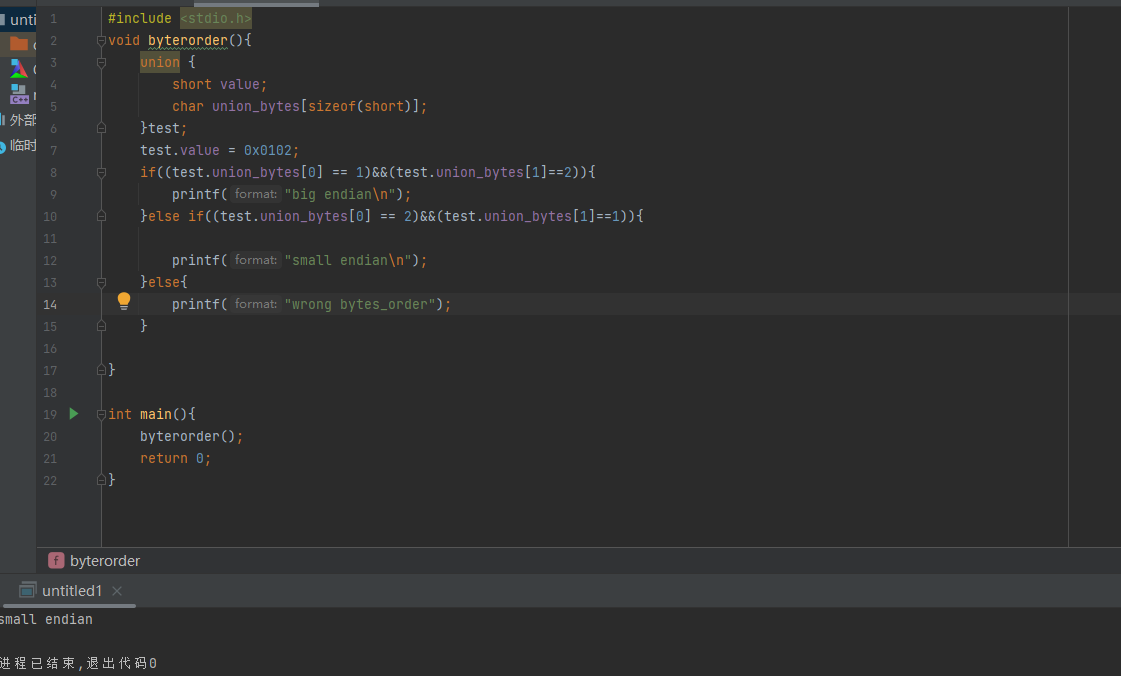 unti
1 #include <stdio.h>
2 void byterorder(){
3 union {
4 short value;
5 char union_bytes[sizeof(short)];
6 }test;
7 test.value = 0x0102;
8 if((test.union_bytes[0] == 1)&&(test.union_bytes[1]==2)){
9 printf( format: "big endian\n");
10 }else if((test.union_bytes[0] == 2)&&(test.union_bytes[1]==1)){
11
12 printf( format: "small endian\n");
13 }else{
14 printf( format: "wrong bytes_order");
15 }
16
17 }
18
19 int main(){
20 byterorder();
21 return 0;
22 }
C++
外部
临时
f byterorder
untitled1
small endian
进程已结束,退出代码0